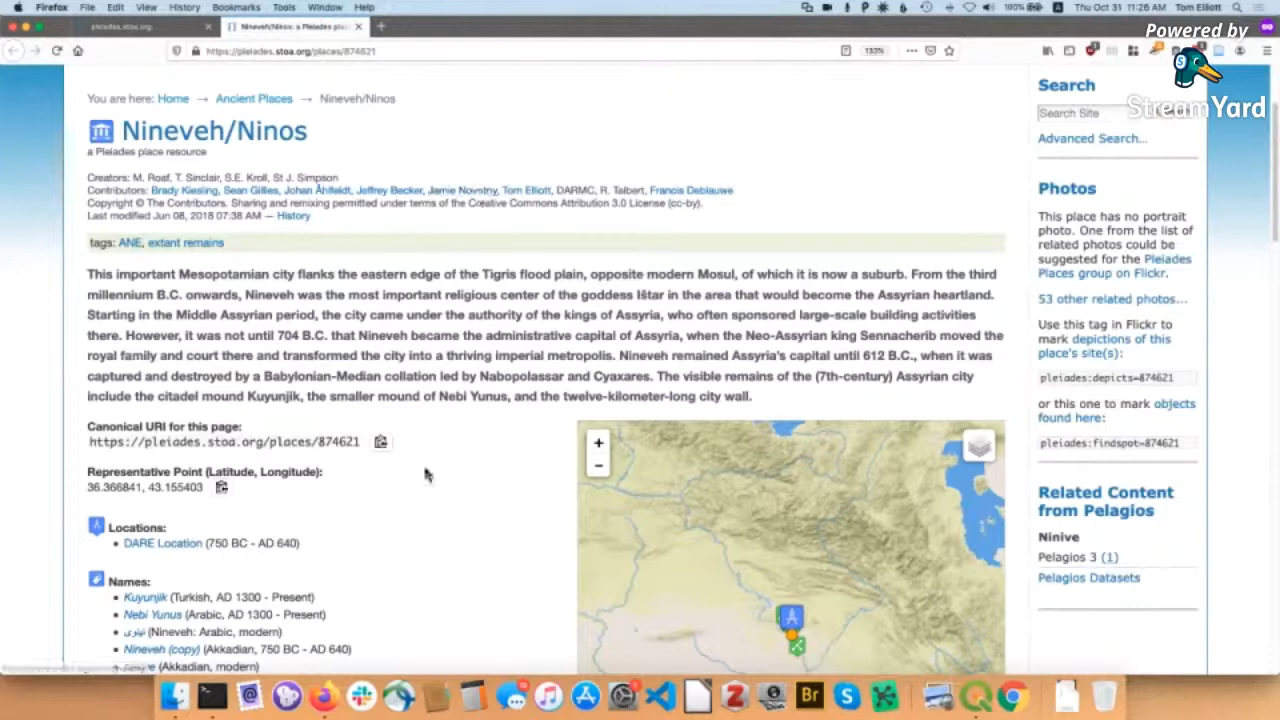 Firefox File Edit View History Bookmarks Tools Window Help 100% Thu Oct 31 11:26 AM Tom Elliott
Powered by
StreamYard
pleiades.stoa.org
Nineveh/Ninos: a Pleiades plac
https://pleiades.stoa.org/places/874621
133%
You are here: Home → Ancient Places → Nineveh/Ninos
Nineveh/Ninos
a Pleiades place resource
Creators: M. Roaf, T. Sinclair, S.E. Kroll, St J. Simpson
Contributors: Brady Kiesling, Sean Gillies, Johan Åhlfeldt, Jeffrey Becker, Jamie Novotny, Tom Elliott, DARMC, R. Talbert, Francis Deblauwe
Copyright © The Contributors. Sharing and remixing permitted under terms of the Creative Commons Attribution 3.0 License (cc-by).
Last modified Jun 08, 2018 07:38 AM — History
tags: ANE, extant remains
This important Mesopotamian city flanks the eastern edge of the Tigris flood plain, opposite modern Mosul, of which it is now a suburb. From the third
millennium B.C. onwards, Nineveh was the most important religious center of the goddess Ištar in the area that would become the Assyrian heartland.
Starting in the Middle Assyrian period, the city came under the authority of the kings of Assyria, who often sponsored large-scale building activities
there. However, it was not until 704 B.C. that Nineveh became the administrative capital of Assyria, when the Neo-Assyrian king Sennacherib moved the
royal family and court there and transformed the city into a thriving imperial metropolis. Nineveh remained Assyria's capital until 612 B.C., when it was
captured and destroyed by a Babylonian-Median collation led by Nabopolassar and Cyaxares. The visible remains of the (7th-century) Assyrian city
include the citadel mound Kuyunjik, the smaller mound of Nebi Yunus, and the twelve-kilometer-long city wall.
Canonical URI for this page:
https://pleiades.stoa.org/places/874621
Representative Point (Latitude, Longitude):
36.366841, 43.155403
Locations:
DARE Location (750 BC - AD 640)
Names:
Kuyunjik (Turkish, AD 1300 - Present)
Nebi Yunus (Arabic, AD 1300 - Present)
نينوى (Nineveh: Arabic, modern)
Nineveh (copy) (Akkadian, 750 BC - AD 640)
(Akkadian, modern)
+
−
Search
Search Site
Advanced Search...
Photos
This place has no portrait
photo. One from the list of
related photos could be
suggested for the Pleiades
Places group on Flickr.
53 other related photos...
Use this tag in Flickr to
mark depictions of this
place's site(s):
pleiades:depicts=874621
or this one to mark objects
found here:
pleiades:findspot=874621
Related Content
from Pelagios
Ninive
Pelagios 3 (1)
Pelagios Datasets
Br